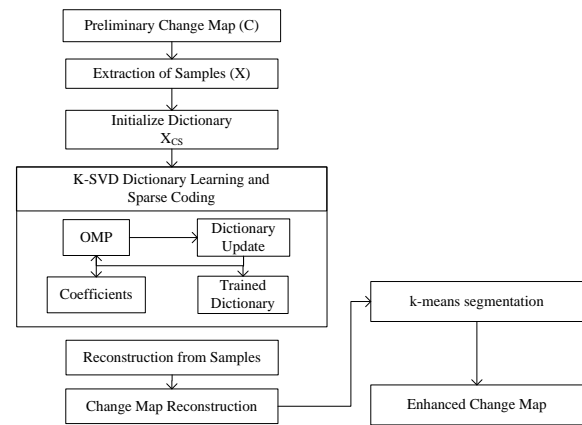 Preliminary Change Map (C)
Extraction of Samples (X)
Initialize Dictionary
X_CS
K-SVD Dictionary Learning and
Sparse Coding
OMP
Dictionary
Update
Coefficients
Trained
Dictionary
Reconstruction from Samples
Change Map Reconstruction
k-means segmentation
Enhanced Change Map